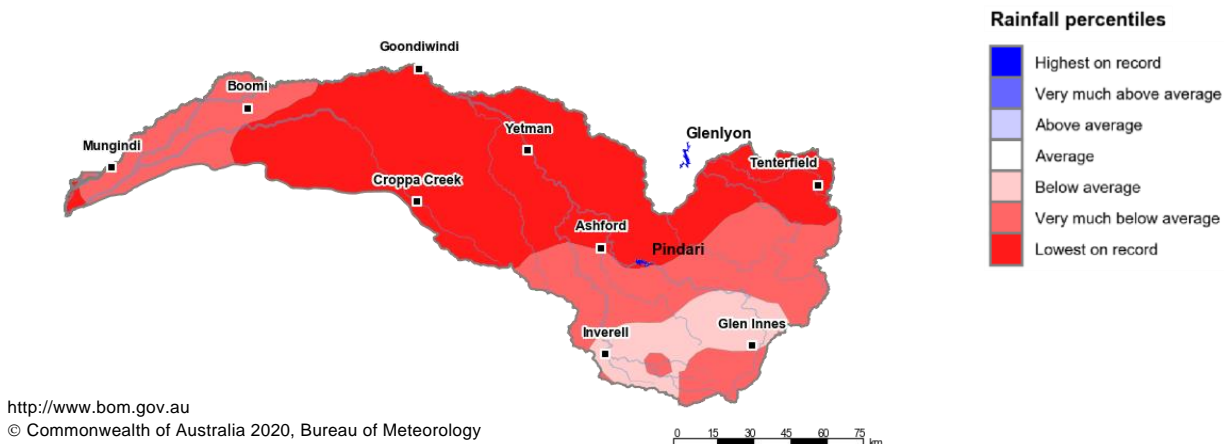 Rainfall percentiles
Highest on record
Very much above average
Above average
Average
Below average
Very much below average
Lowest on record
Goondiwindi
Boomi
Mungindi
Yetman
Glenlyon
Tenterfield
Croppa Creek
Ashford
Pindari
Inverell
Glen Innes
http://www.bom.gov.au
© Commonwealth of Australia 2020, Bureau of Meteorology
0 15 30 45 60 75
km